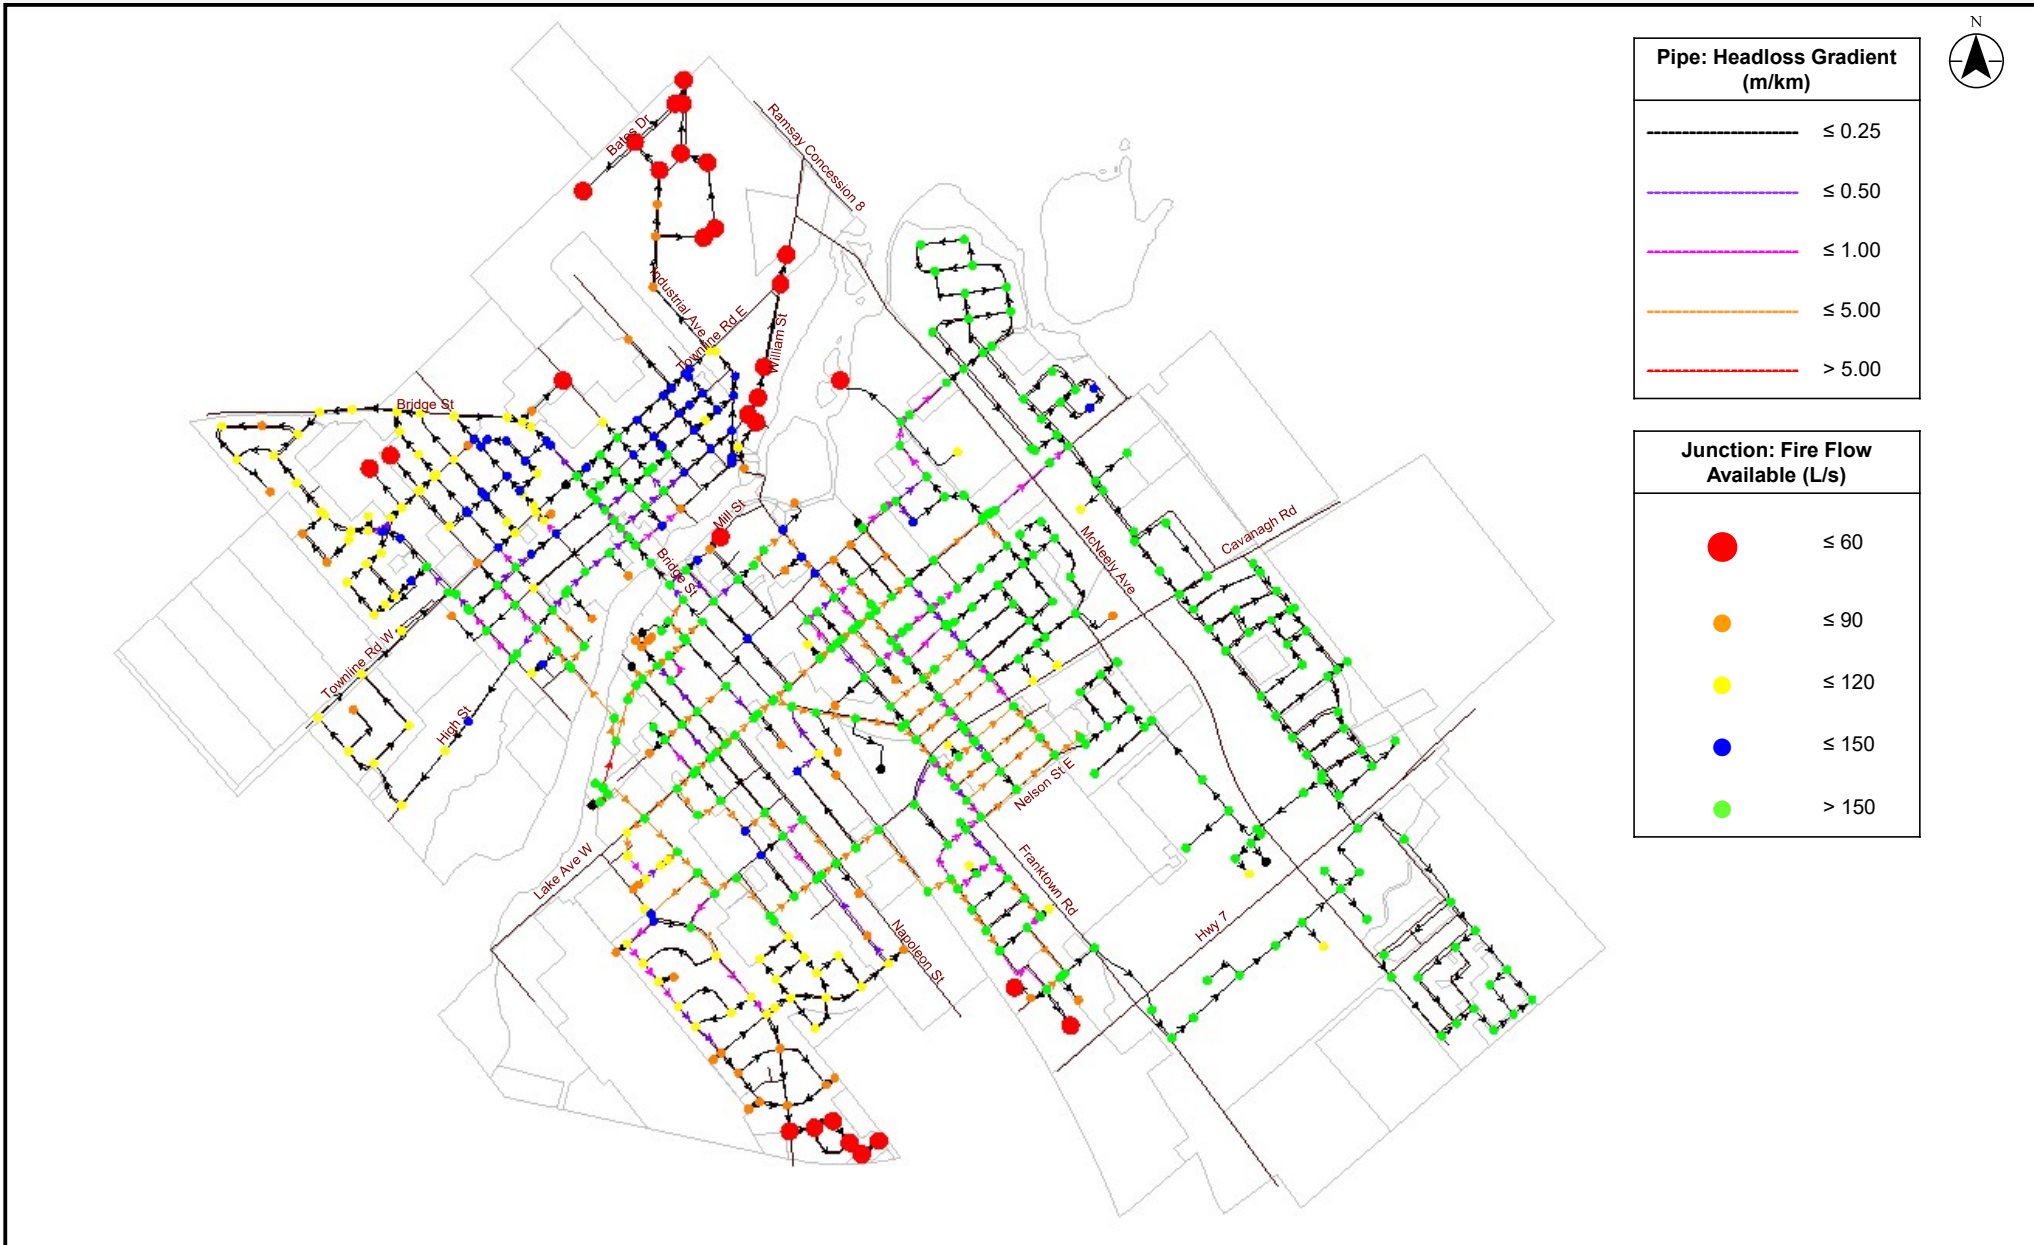 N
Pipe: Headloss Gradient
(m/km)
≤ 0.25
≤ 0.50
≤ 1.00
≤ 5.00
> 5.00
Junction: Fire Flow
Available (L/s)
≤ 60
≤ 90
≤ 120
≤ 150
> 150
Bates Dr
Ramsay Concession 8
Industrial Ave
Townline Rd E
William St
Bridge St
Mill St
Bridge St
McNeely Ave
Cavanagh Rd
Townline Rd W
High St
Nelson St E
Lake Ave W
Franktown Rd
Napoleon St
Hwy 7